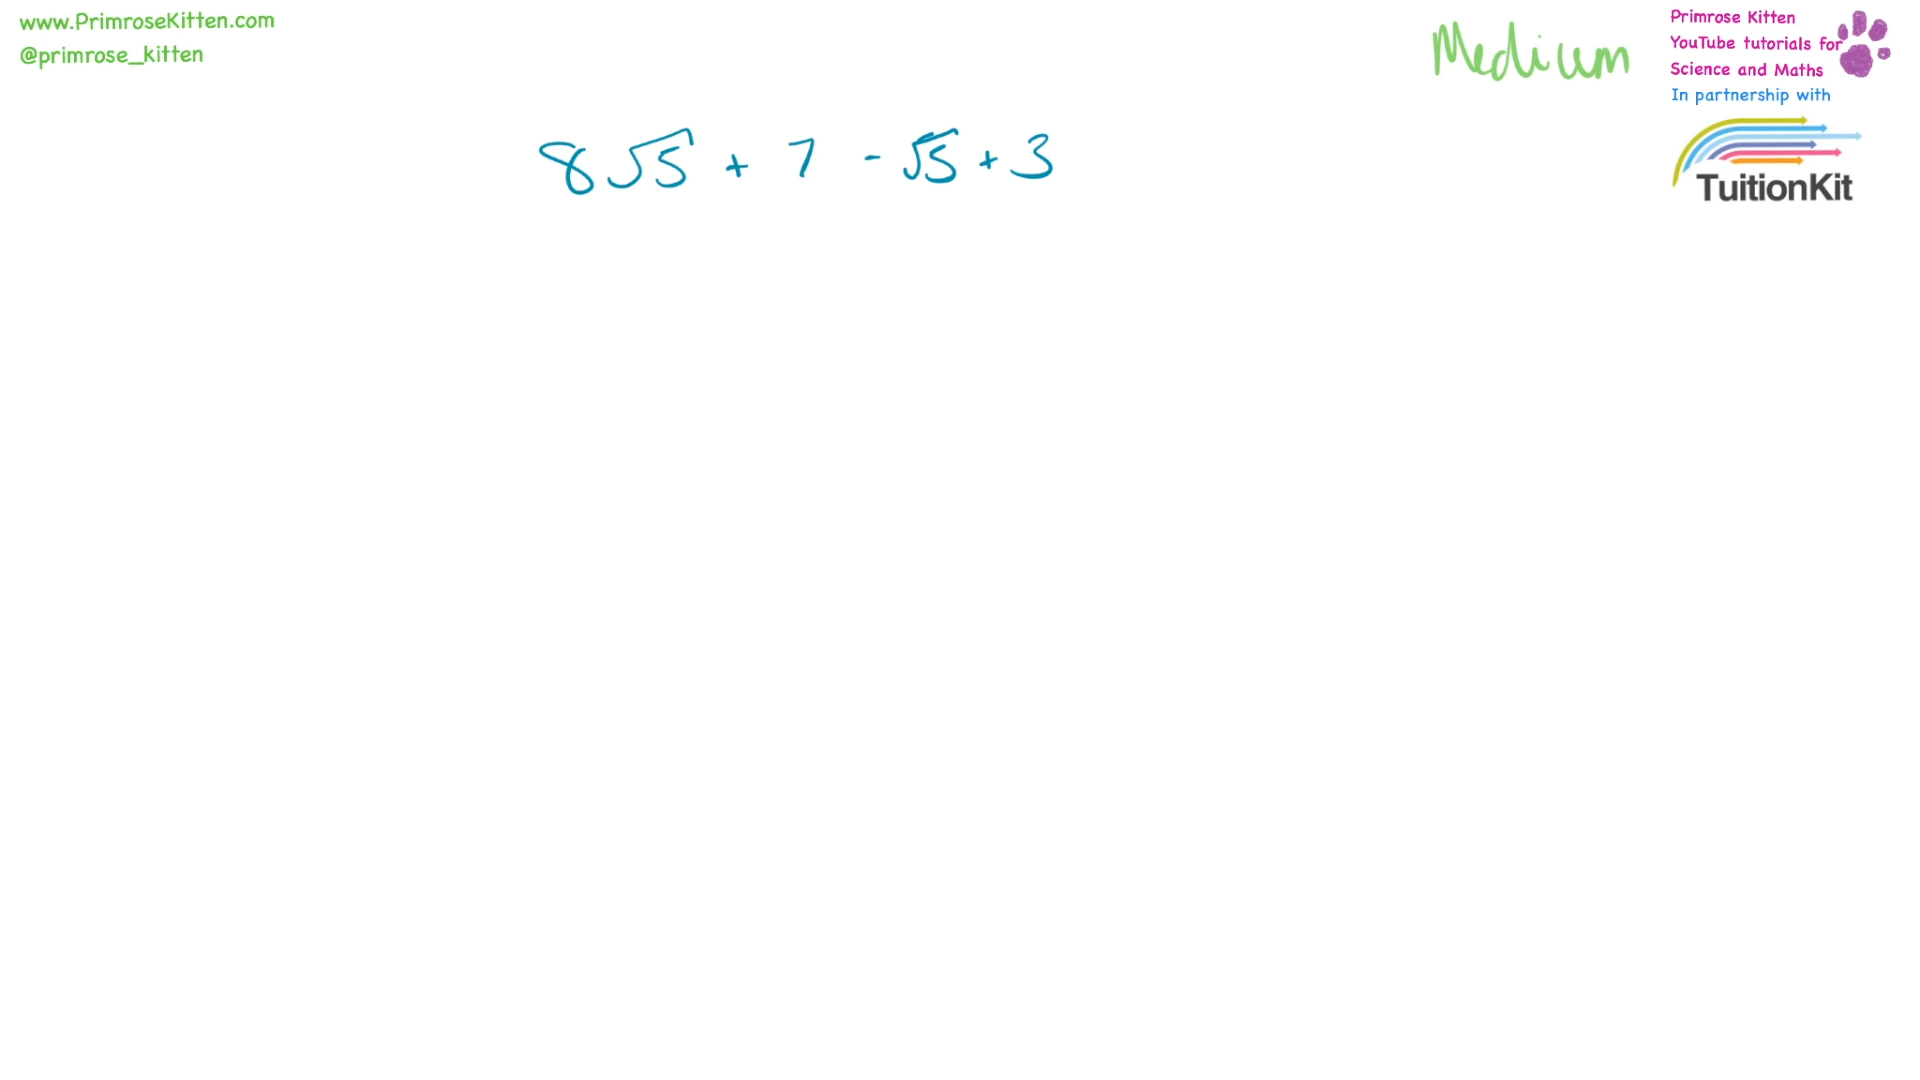 www.PrimroseKitten.com
@primrose_kitten
Medium
Primrose Kitten
YouTube tutorials for
Science and Maths
In partnership with
TuitionKit
8√5 + 7 - √5 + 3